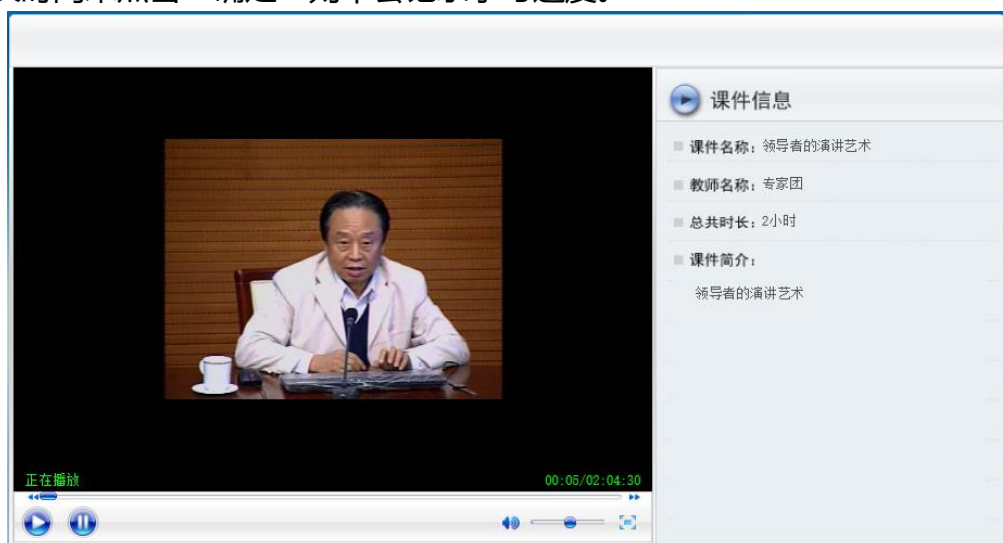 课件信息
课件名称：领导者的演讲艺术
教师名称：专家团
总共时长：2小时
课件简介：
领导者的演讲艺术
正在播放 00:05/02:04:30